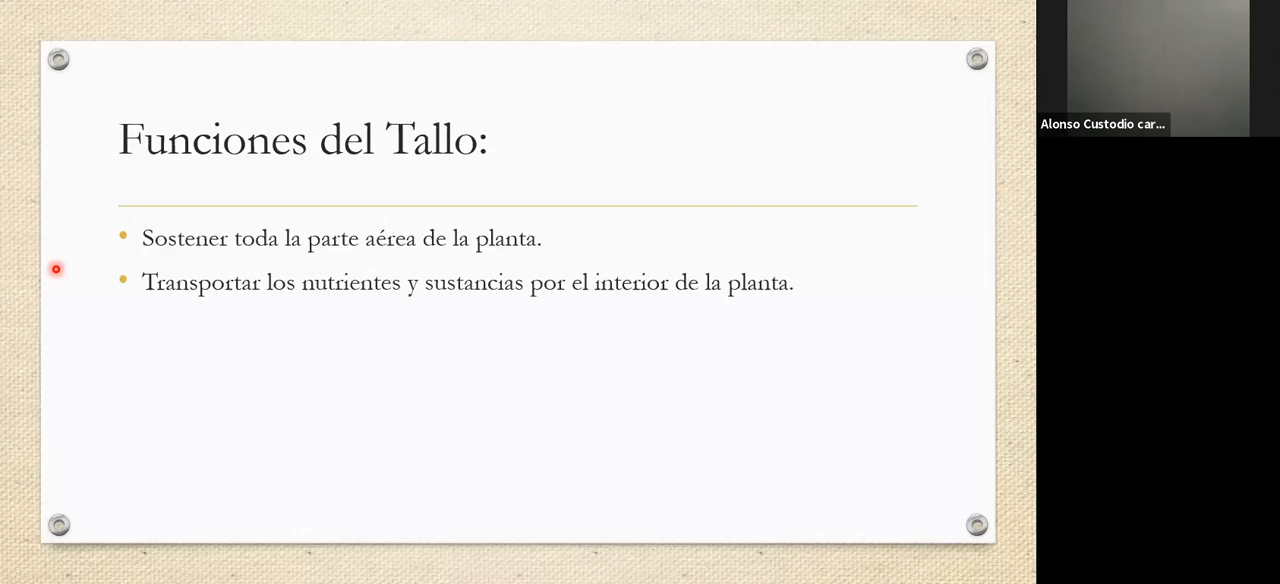 Funciones del Tallo:
• Sostener toda la parte aérea de la planta.
• Transportar los nutrientes y sustancias por el interior de la planta.
Alonso Custodio car...